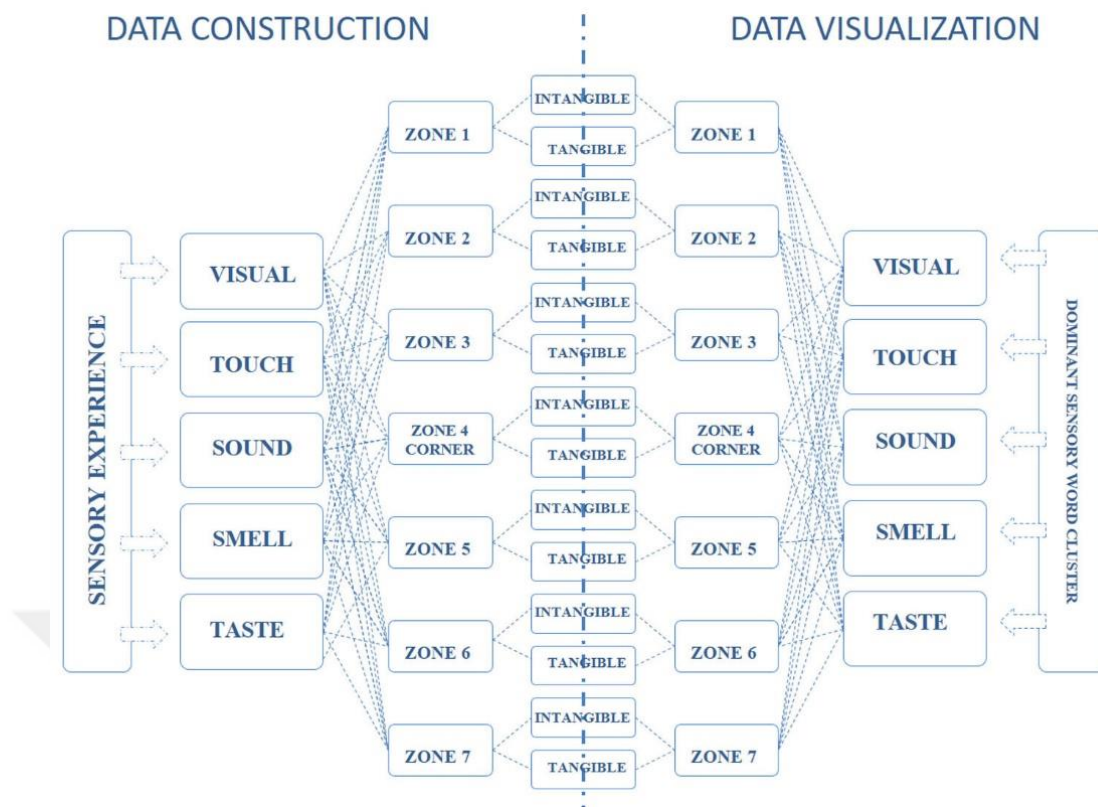 DATA CONSTRUCTION
DATA VISUALIZATION
SENSORY EXPERIENCE
VISUAL
TOUCH
SOUND
SMELL
TASTE
ZONE 1
ZONE 2
ZONE 3
ZONE 4
CORNER
ZONE 5
ZONE 6
ZONE 7
INTANGIBLE
TANGIBLE
INTANGIBLE
TANGIBLE
INTANGIBLE
TANGIBLE
INTANGIBLE
TANGIBLE
INTANGIBLE
TANGIBLE
INTANGIBLE
TANGIBLE
INTANGIBLE
TANGIBLE
ZONE 1
ZONE 2
ZONE 3
ZONE 4
CORNER
ZONE 5
ZONE 6
ZONE 7
VISUAL
TOUCH
SOUND
SMELL
TASTE
DOMINANT SENSORY WORD CLUSTER